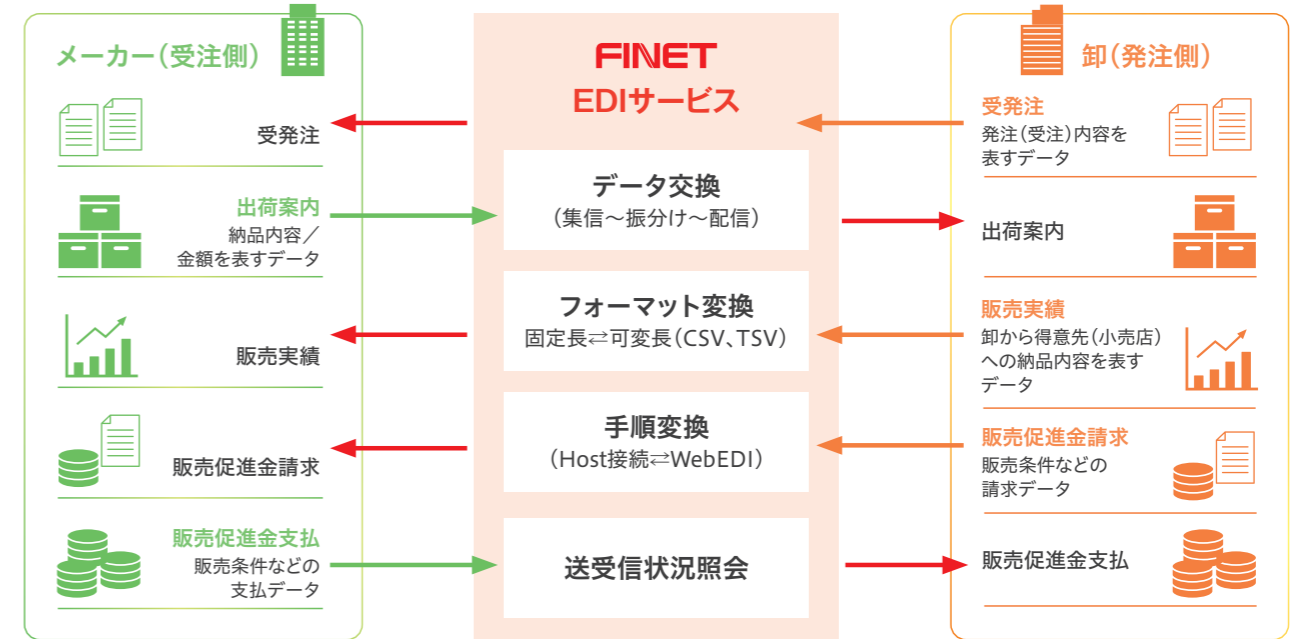 メーカー(受注側)
受発注
出荷案内
納品内容／
金額を表すデータ
販売実績
販売促進金請求
販売促進金支払
販売条件などの
支払データ
FINET
EDIサービス
データ交換
(集信～振分け～配信)
フォーマット変換
固定長⇄可変長(CSV、TSV)
手順変換
(Host接続⇄WebEDI)
送受信状況照会
卸(発注側)
受発注
発注(受注)内容を
表すデータ
出荷案内
販売実績
卸から得意先(小売店)
への納品内容を表す
データ
販売促進金請求
販売条件などの
請求データ
販売促進金支払